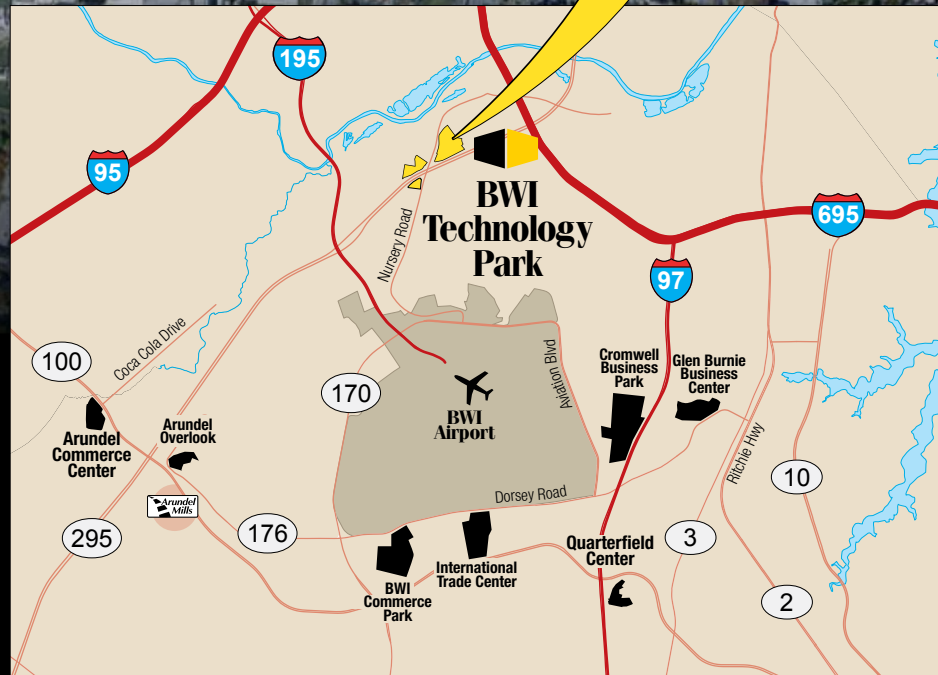 195
95
BWI
Technology
Park
Nursery Road
695
97
Coca Cola Drive
100
170
Aviation Blvd
Cromwell
Business
Park
Glen Burnie
Business
Center
BWI
Airport
Arundel
Commerce
Center
Arundel
Overlook
Ritchie Hwy
10
Dorsey Road
Arundel
Mills
295
176
3
Quarterfield
Center
International
Trade Center
BWI
Commerce
Park
2